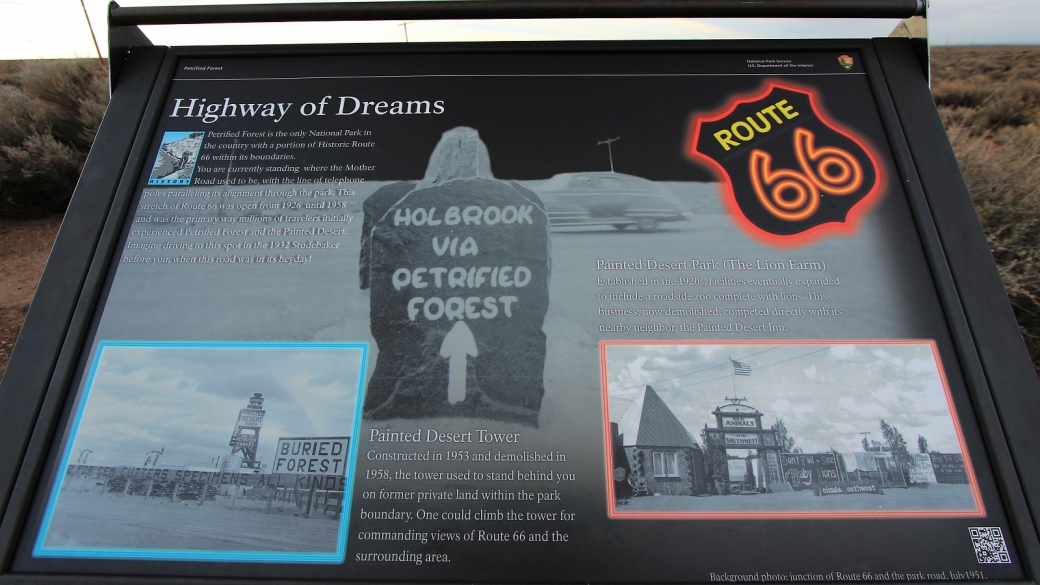 Petrified Forest
National Park Service
U.S. Department of the Interior
Highway of Dreams
Petrified Forest is the only National Park in
the country with a portion of Historic Route
66 within its boundaries.
You are currently standing where the Mother
Road used to be, with the line of telephone
poles paralleling its alignment through the park. This
stretch of Route 66 was open from 1926 until 1958
and was the primary way millions of travelers initially
experienced Petrified Forest and the Painted Desert.
Imagine driving to this spot in the 1932 Studebaker
before you, when this road was in its heyday!
HISTORY
HOLBROOK
VIA
PETRIFIED
FOREST
ROUTE
66
Painted Desert Park (The Lion Farm)
Established in the 1920s, facilities eventually expanded
to include a roadside zoo complete with lions. This
business, now demolished, competed directly with its
nearby neighbor, the Painted Desert Inn.
BURIED
FOREST
SPECIMENS ALL KINDS
Painted Desert Tower
Constructed in 1953 and demolished in
1958, the tower used to stand behind you
on former private land within the park
boundary. One could climb the tower for
commanding views of Route 66 and the
surrounding area.
ANIMALS
Background photo: junction of Route 66 and the park road, July 1951.